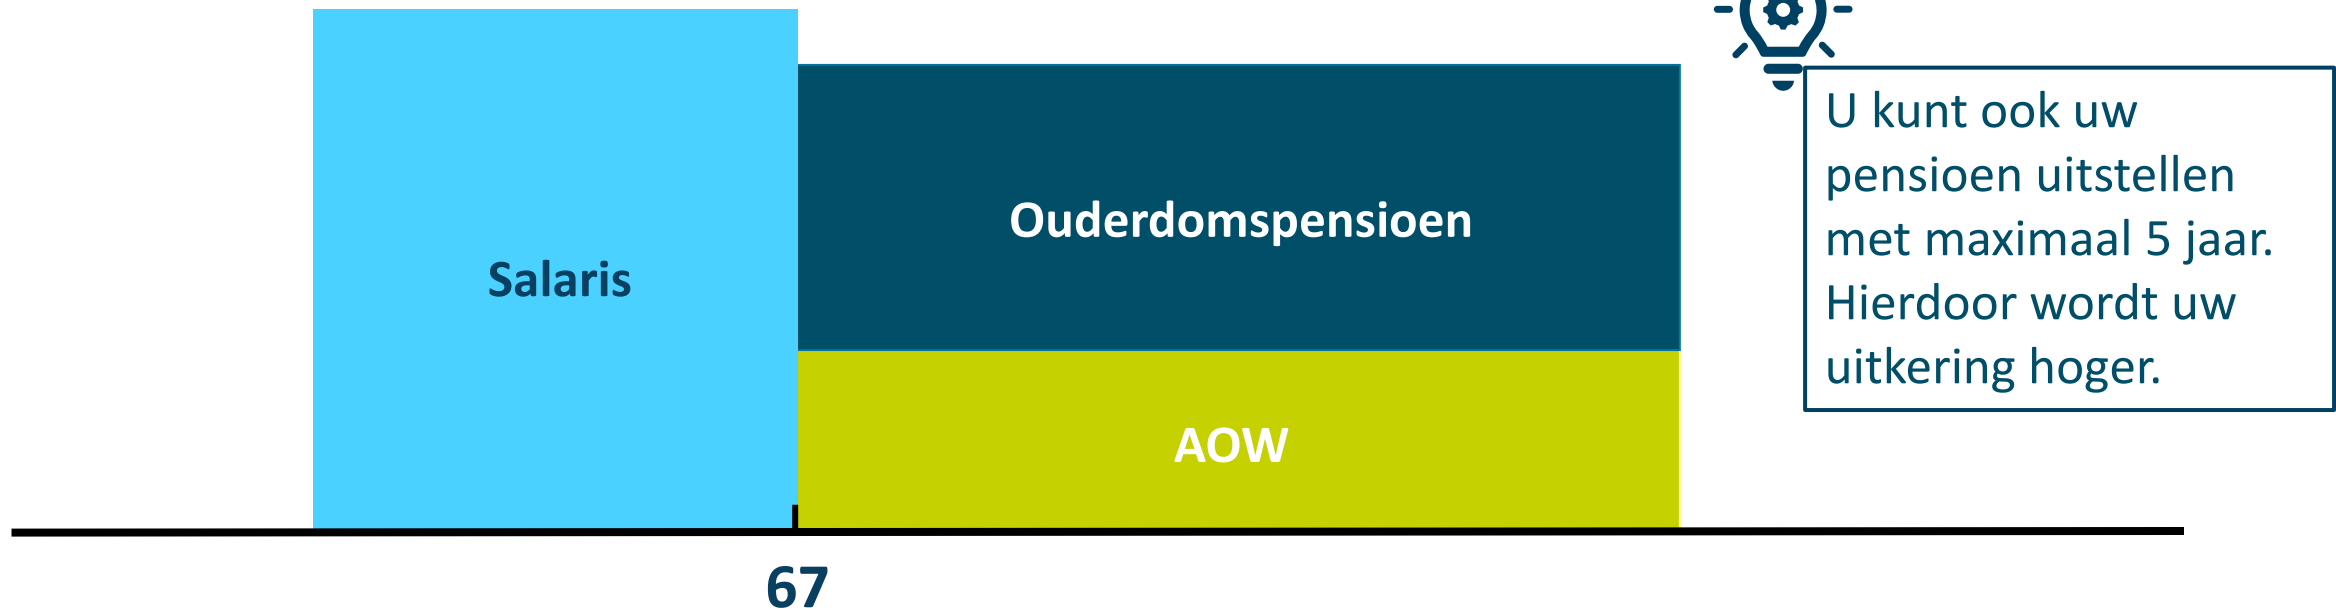 Salaris
Ouderdomspensioen
AOW
67
U kunt ook uw
pensioen uitstellen
met maximaal 5 jaar.
Hierdoor wordt uw
uitkering hoger.